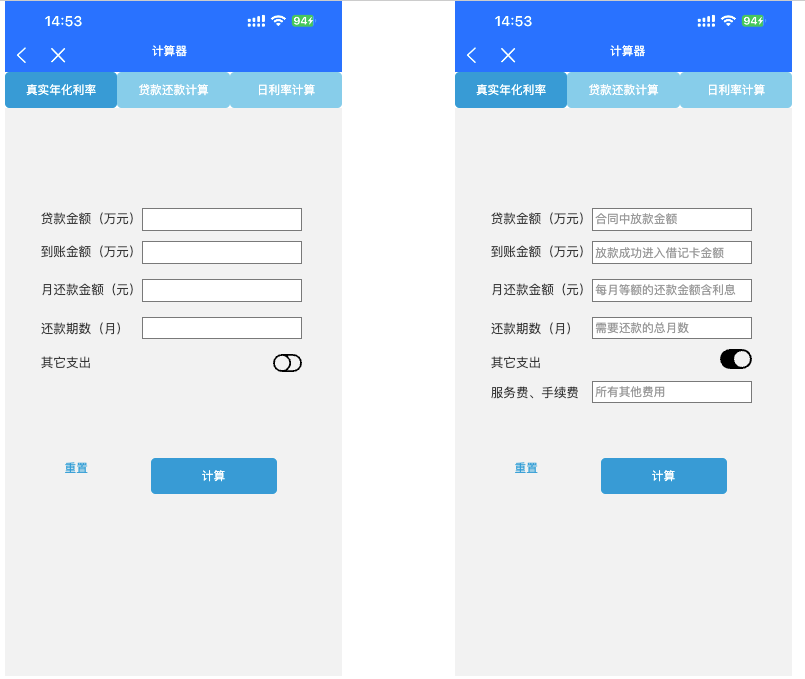 14:53
94
计算器
真实年化利率 贷款还款计算 日利率计算
贷款金额（万元）
到账金额（万元）
月还款金额（元）
还款期数（月）
其它支出
重置 计算
14:53
94
计算器
真实年化利率 贷款还款计算 日利率计算
贷款金额（万元） 合同中放款金额
到账金额（万元） 放款成功进入借记卡金额
月还款金额（元） 每月等额的还款金额含利息
还款期数（月） 需要还款的总月数
其它支出
服务费、手续费 所有其他费用
重置 计算